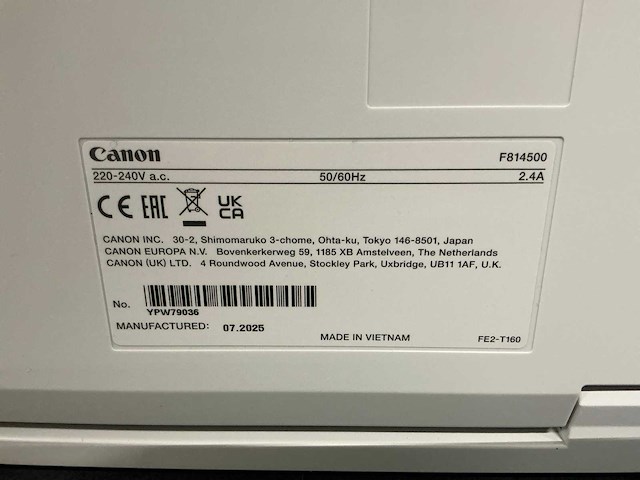 Canon F814500
220-240V a.c. 50/60Hz 2.4A
CE EAC UK CA
CANON INC. 30-2, Shimomaruko 3-chome, Ohta-ku, Tokyo 146-8501, Japan
CANON EUROPA N.V. Bovenkerkerweg 59, 1185 XB Amstelveen, The Netherlands
CANON (UK) LTD. 4 Roundwood Avenue, Stockley Park, Uxbridge, UB11 1AF, U.K.
No.
YPW79036
MANUFACTURED: 07.2025
MADE IN VIETNAM FE2-T160